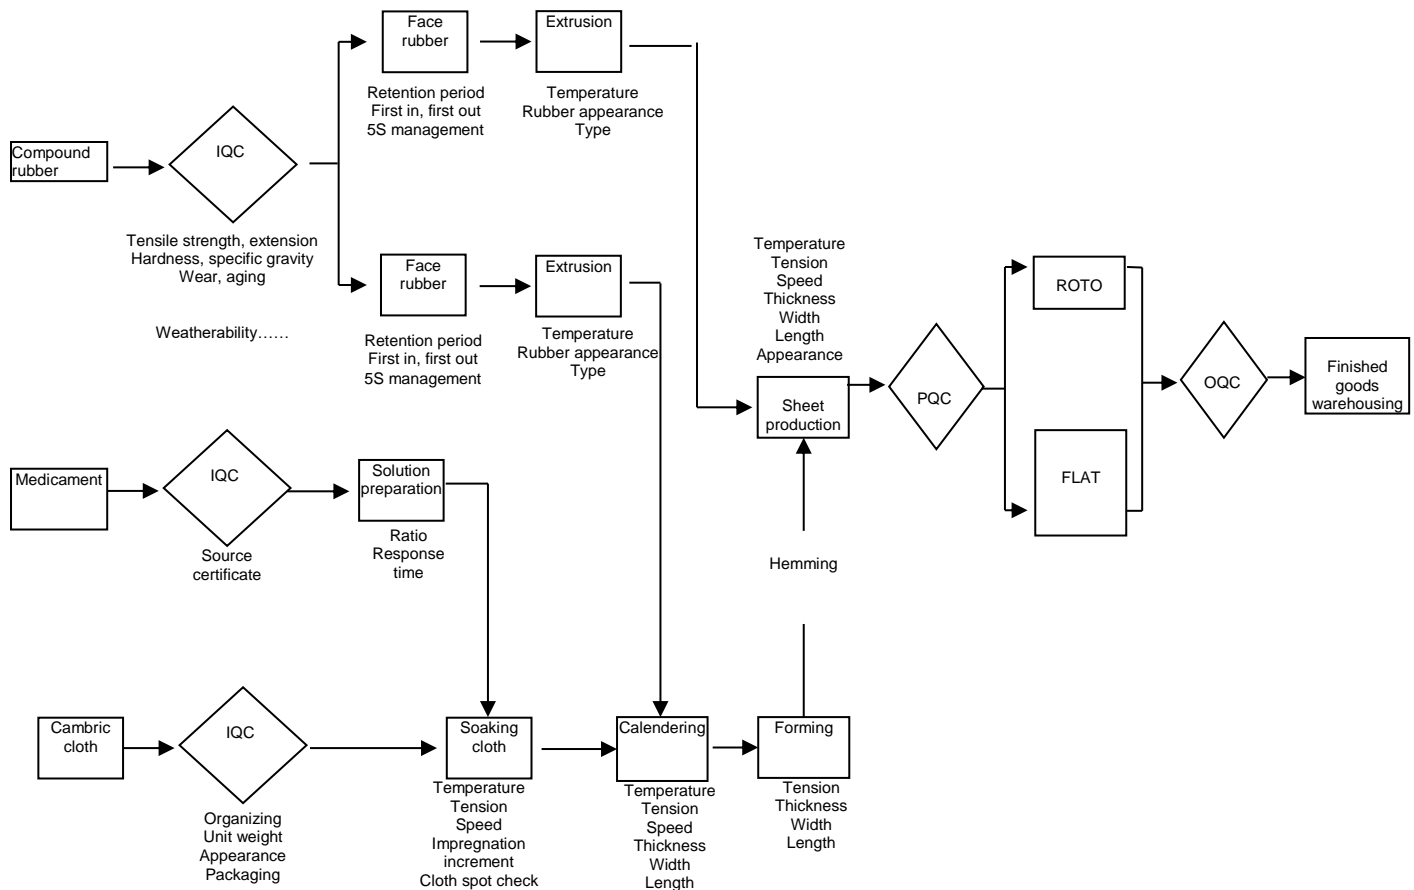 Face
rubber
Extrusion
Retention period
First in, first out
5S management
Temperature
Rubber appearance
Type
Compound
rubber
IQC
Tensile strength, extension
Hardness, specific gravity
Wear, aging
Weatherability……
Face
rubber
Extrusion
Retention period
First in, first out
5S management
Temperature
Rubber appearance
Type
Temperature
Tension
Speed
Thickness
Width
Length
Appearance
Sheet
production
PQC
ROTO
FLAT
OQC
Finished
goods
warehousing
Medicament
IQC
Source
certificate
Solution
preparation
Ratio
Response
time
Hemming
Cambric
cloth
IQC
Organizing
Unit weight
Appearance
Packaging
Soaking
cloth
Temperature
Tension
Speed
Impregnation
increment
Cloth spot check
Calendering
Temperature
Tension
Speed
Thickness
Width
Length
Forming
Tension
Thickness
Width
Length